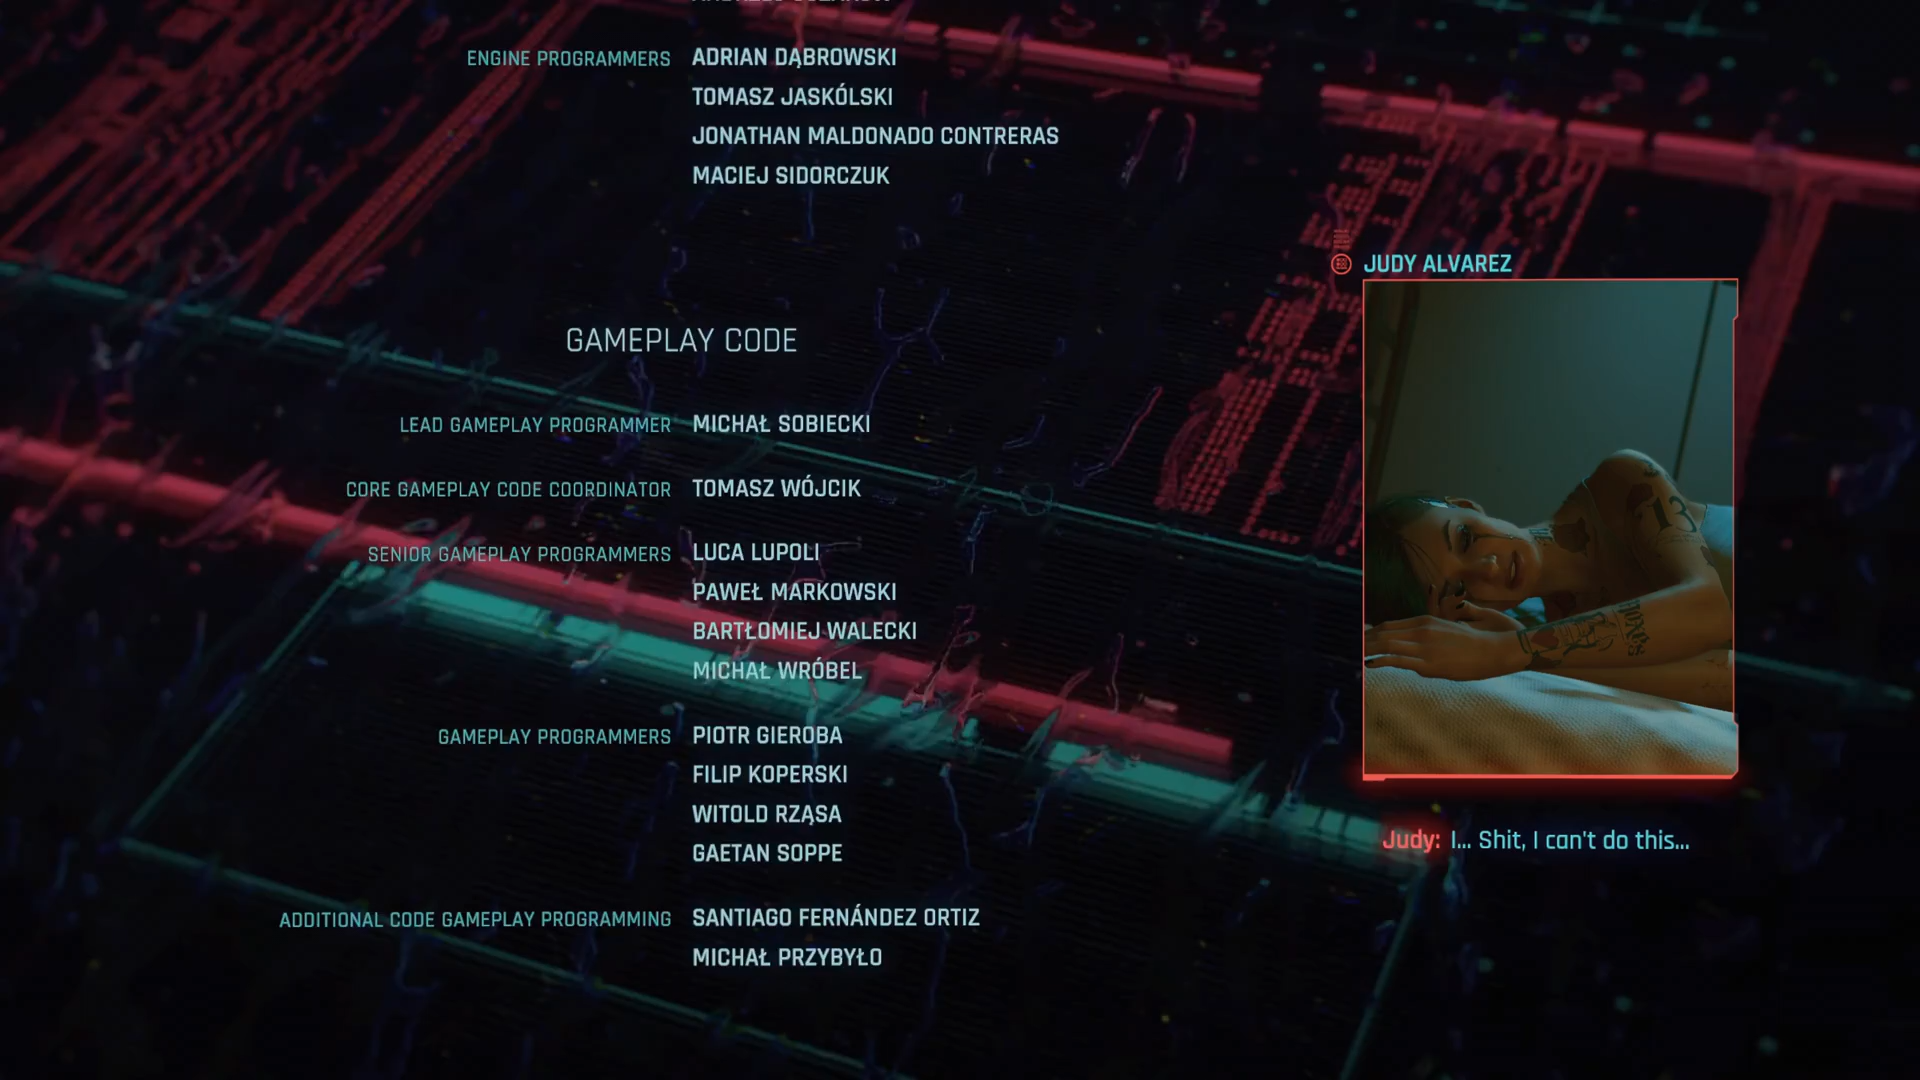 ENGINE PROGRAMMERS ADRIAN DĄBROWSKI
TOMASZ JASKÓLSKI
JONATHAN MALDONADO CONTRERAS
MACIEJ SIDORCZUK
GAMEPLAY CODE
LEAD GAMEPLAY PROGRAMMER MICHAŁ SOBIECKI
CORE GAMEPLAY CODE COORDINATOR TOMASZ WÓJCIK
SENIOR GAMEPLAY PROGRAMMERS LUCA LUPOLI
PAWEŁ MARKOWSKI
BARTŁOMIEJ WALECKI
MICHAŁ WRÓBEL
GAMEPLAY PROGRAMMERS PIOTR GIEROBA
FILIP KOPERSKI
WITOLD RZĄSA
GAETAN SOPPE
ADDITIONAL CODE GAMEPLAY PROGRAMMING SANTIAGO FERNÁNDEZ ORTIZ
MICHAŁ PRZYBYŁO
JUDY ALVAREZ
13
Judy: I... Shit, I can't do this...